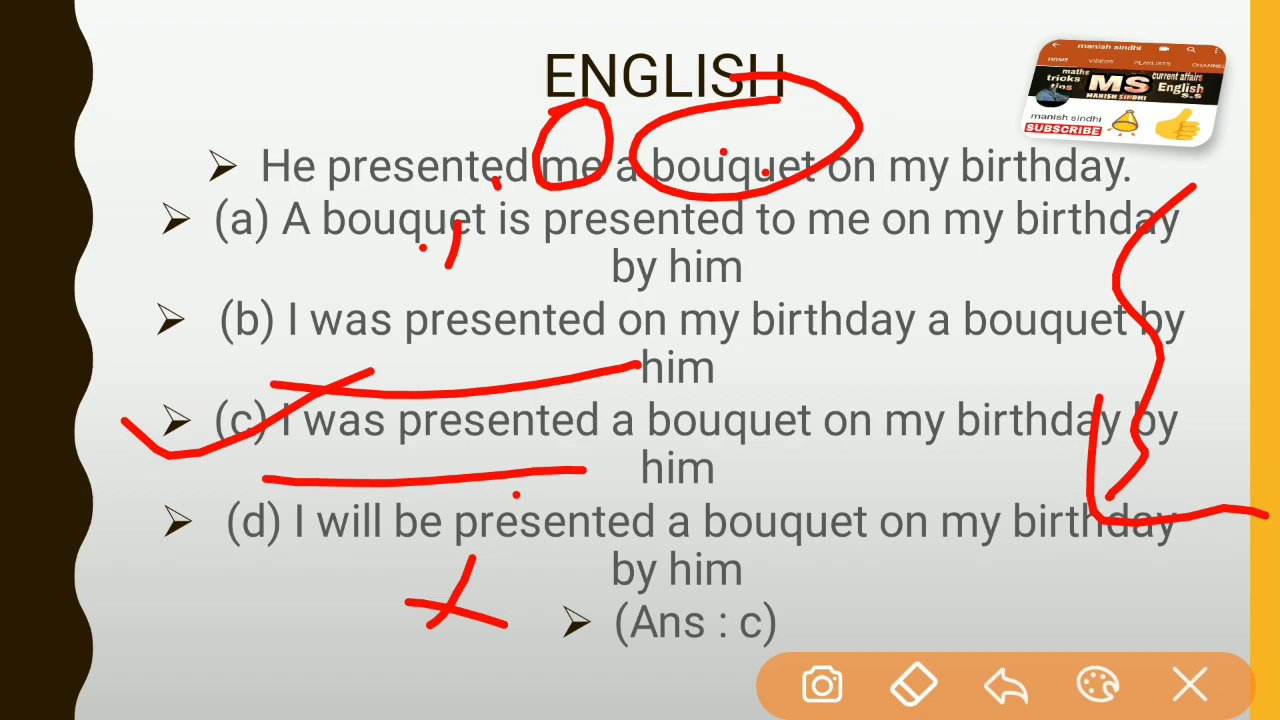 ENGLISH
manish sindhi
HOME VIDEOS PLAYLISTS CHANNE
maths tricks tips
MS
MANISH SINDHI
current affairs English s.s
manish sindhi
SUBSCRIBE
He presented me a bouquet on my birthday.
(a) A bouquet is presented to me on my birthday
by him
(b) I was presented on my birthday a bouquet by
him
(c) I was presented a bouquet on my birthday by
him
(d) I will be presented a bouquet on my birthday
by him
(Ans : c)